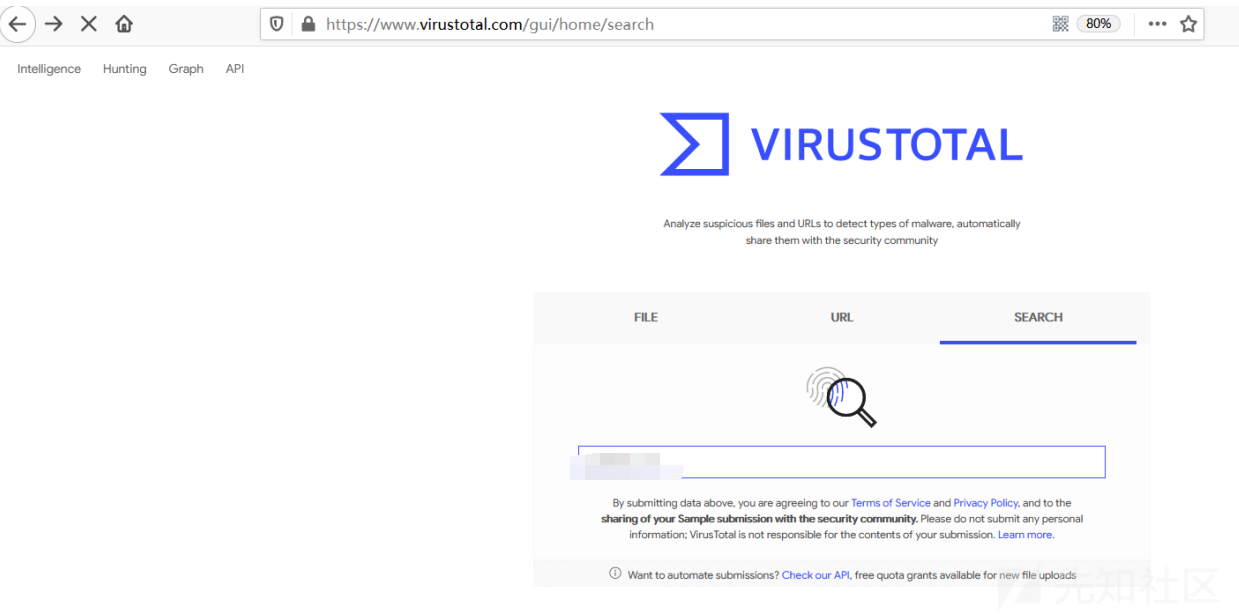 https://www.virustotal.com/gui/home/search
80%
Intelligence Hunting Graph API
VIRUSTOTAL
Analyze suspicious files and URLs to detect types of malware, automatically
share them with the security community
FILE URL SEARCH
By submitting data above, you are agreeing to our Terms of Service and Privacy Policy, and to the
sharing of your Sample submission with the security community. Please do not submit any personal
information; VirusTotal is not responsible for the contents of your submission. Learn more.
Want to automate submissions? Check our API, free quota grants available for new file uploads
先知社区